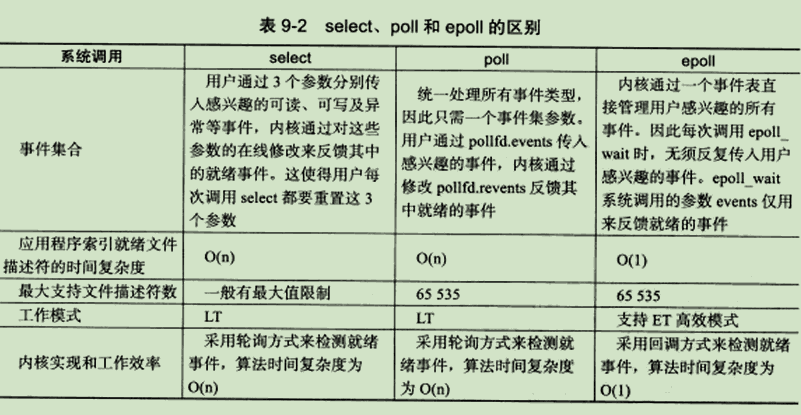 表 9-2 select、poll 和 epoll 的区别
系统调用 select poll epoll
事件集合
用户通过 3 个参数分别传
入感兴趣的可读、可写及异
常等事件，内核通过对这些
参数的在线修改来反馈其中
的就绪事件。这使得用户每
次调用 select 都要重置这 3
个参数
统一处理所有事件类型，
因此只需一个事件集参数。
用户通过 pollfd.events 传入
感兴趣的事件，内核通过
修改 pollfd.revents 反馈其
中就绪的事件
内核通过一个事件表直
接管理用户感兴趣的所有
事件。因此每次调用 epoll_
wait 时，无须反复传入用户
感兴趣的事件。epoll_wait
系统调用的参数 events 仅用
来反馈就绪的事件
应用程序索引就绪文件
描述符的时间复杂度
O(n) O(n) O(1)
最大支持文件描述符数 一般有最大值限制 65 535 65 535
工作模式 LT LT 支持 ET 高效模式
内核实现和工作效率
采用轮询方式来检测就绪
事件，算法时间复杂度为
O(n)
采用轮询方式来检测就
绪事件，算法时间复杂度
为 O(n)
采用回调方式来检测就绪
事件，算法时间复杂度为
O(1)